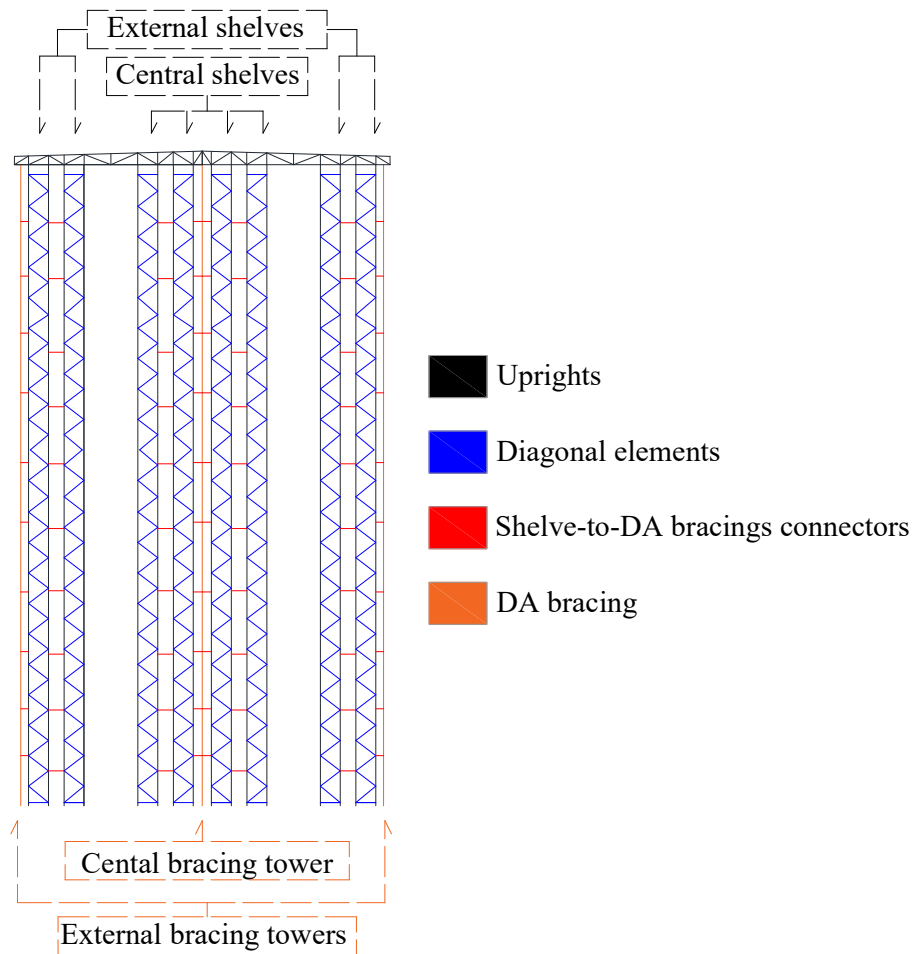 External shelves
Central shelves
Uprights
Diagonal elements
Shelve-to-DA bracings connectors
DA bracing
Cental bracing tower
External bracing towers